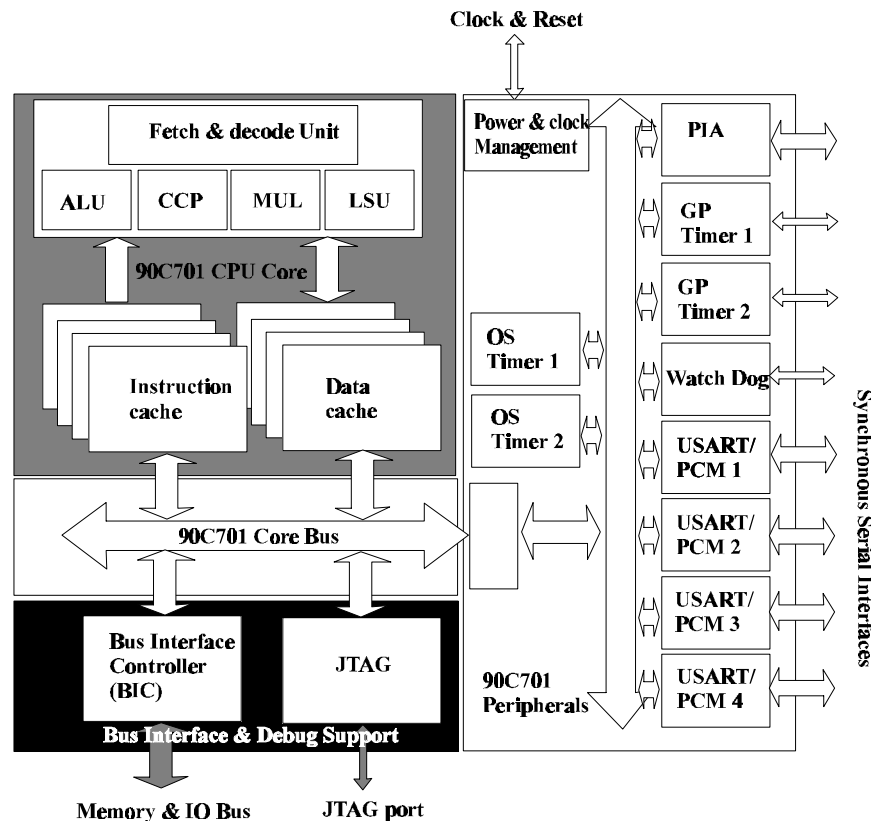 Clock & Reset
Fetch & decode Unit
ALU
CCP
MUL
LSU
90C701 CPU Core
Instruction
cache
Data
cache
90C701 Core Bus
Bus Interface
Controller
(BIC)
JTAG
Bus Interface & Debug Support
Memory & IO Bus
JTAG port
Power & clock
Management
OS
Timer 1
OS
Timer 2
90C701
Peripherals
PIA
GP
Timer 1
GP
Timer 2
Watch Dog
USART/
PCM 1
USART/
PCM 2
USART/
PCM 3
USART/
PCM 4
Synchronous Serial Interfaces